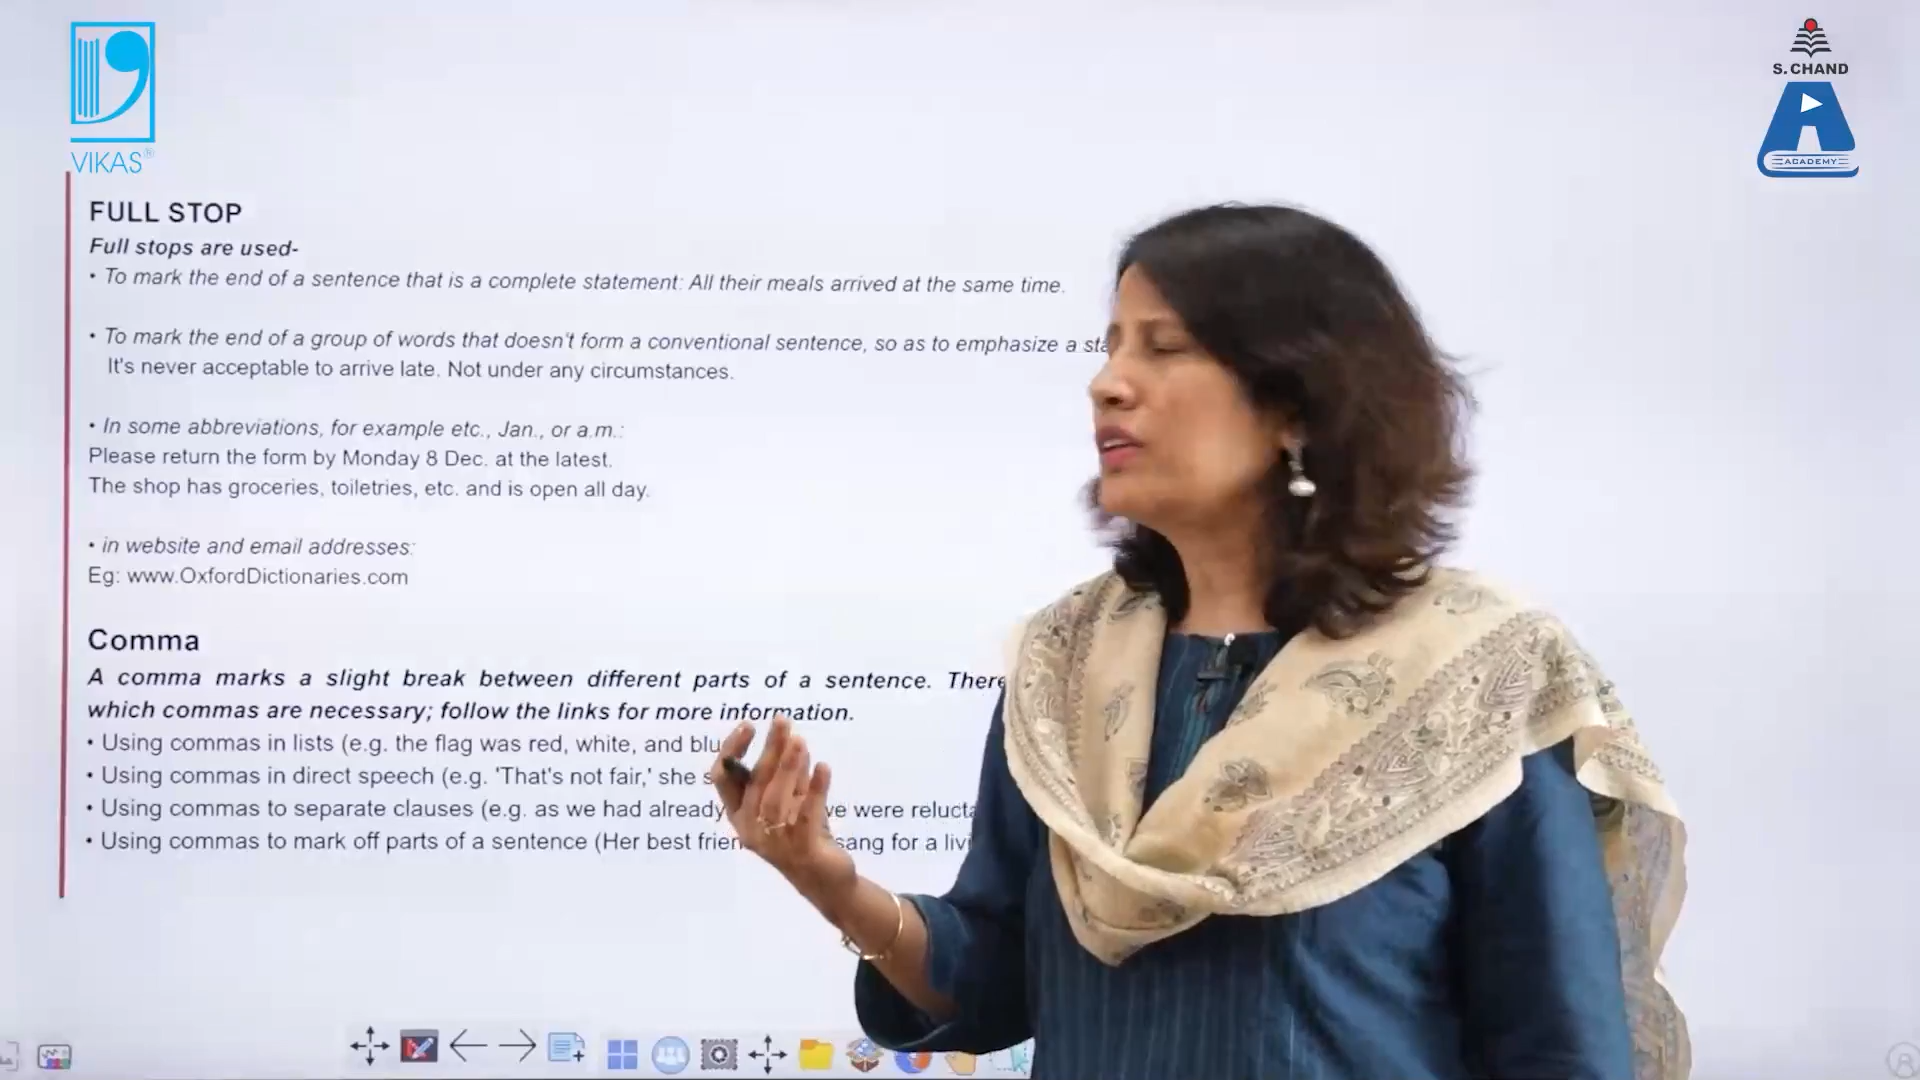 VIKAS®
S. CHAND
ACADEMY
FULL STOP
Full stops are used-
• To mark the end of a sentence that is a complete statement: All their meals arrived at the same time.
• To mark the end of a group of words that doesn't form a conventional sentence, so as to emphasize a
It's never acceptable to arrive late. Not under any circumstances.
• In some abbreviations, for example etc., Jan., or a.m.:
Please return the form by Monday 8 Dec. at the latest.
The shop has groceries, toiletries, etc. and is open all day.
• in website and email addresses:
Eg: www.OxfordDictionaries.com
Comma
A comma marks a slight break between different parts of a sentence. There
which commas are necessary; follow the links for more information.
• Using commas in lists (e.g. the flag was red, white, and
• Using commas in direct speech (e.g. 'That's not fair,' she
• Using commas to separate clauses (e.g. as we had already we were
• Using commas to mark off parts of a sentence (Her best sang for a